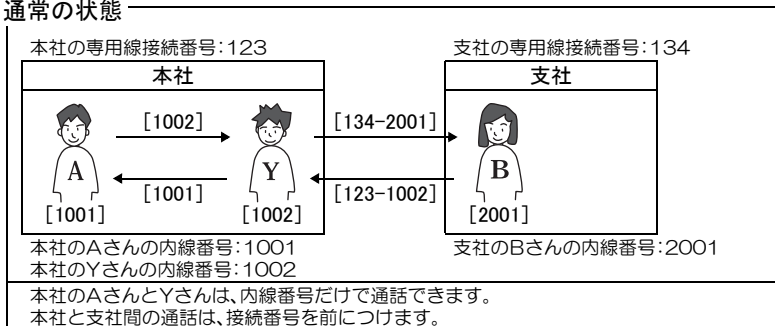 通常の状態
本社の専用線接続番号:123 支社の専用線接続番号:134
本社 支社
[1002] [134-2001]
A Y B
[1001] [123-1002]
[1001] [1002] [2001]
本社のAさんの内線番号:1001 支社のBさんの内線番号:2001
本社のYさんの内線番号:1002
本社のAさんとYさんは、内線番号だけで通話できます。
本社と支社間の通話は、接続番号を前につけます。